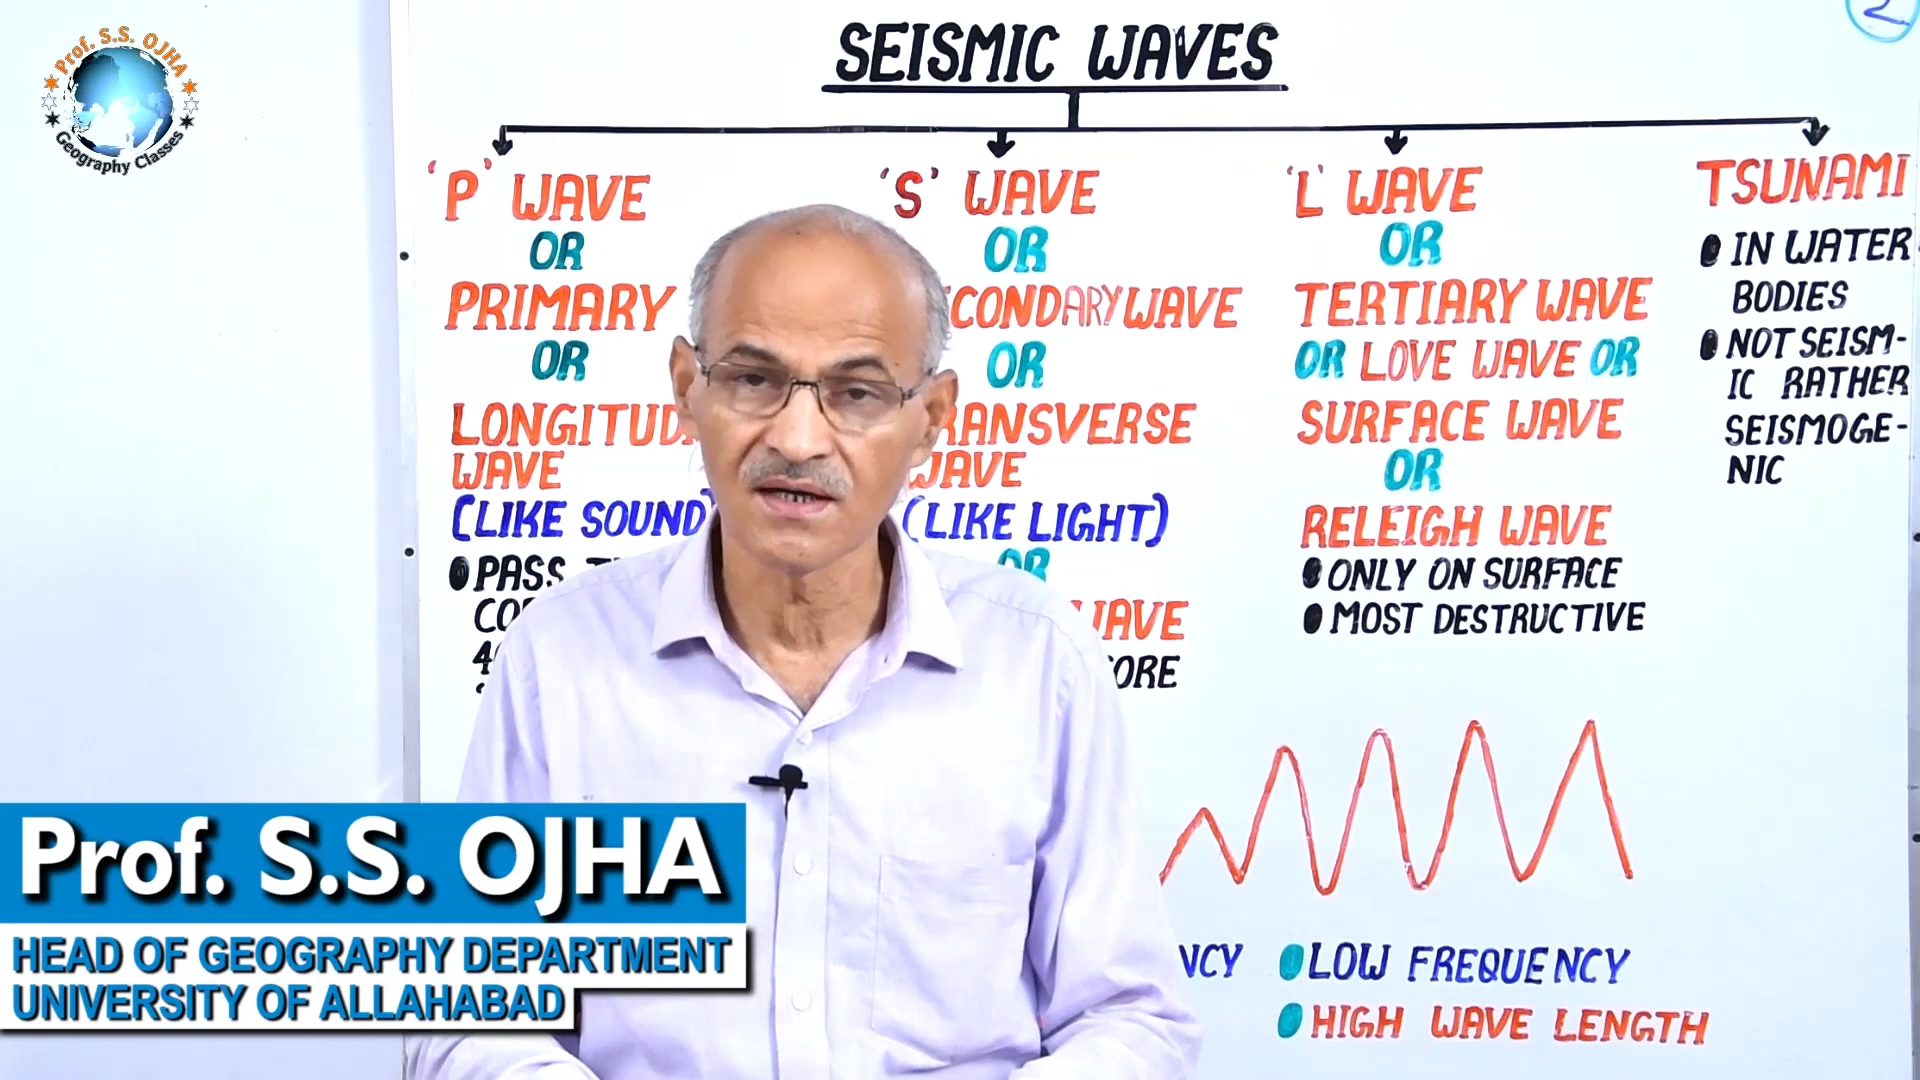 Prof. S.S. OJHA
Geography Classes
SEISMIC WAVES
'P' WAVE
OR
PRIMARY
OR
WAVE
(LIKE SOUND
PASS
'S' WAVE
OR
WAVE
OR
WAVE
(LIKE LIGHT)
OR
'L' WAVE
OR
TERTIARY WAVE
OR LOVE WAVE OR
SURFACE WAVE
OR
RELEIGH WAVE
ONLY ON SURFACE
MOST DESTRUCTIVE
TSUNAMI
IN WATER
BODIES
NOT SEISM-
IC RATHER
SEISMOGE-
NIC
LOW FREQUENCY
HIGH WAVE LENGTH
Prof. S.S. OJHA
HEAD OF GEOGRAPHY DEPARTMENT
UNIVERSITY OF ALLAHABAD